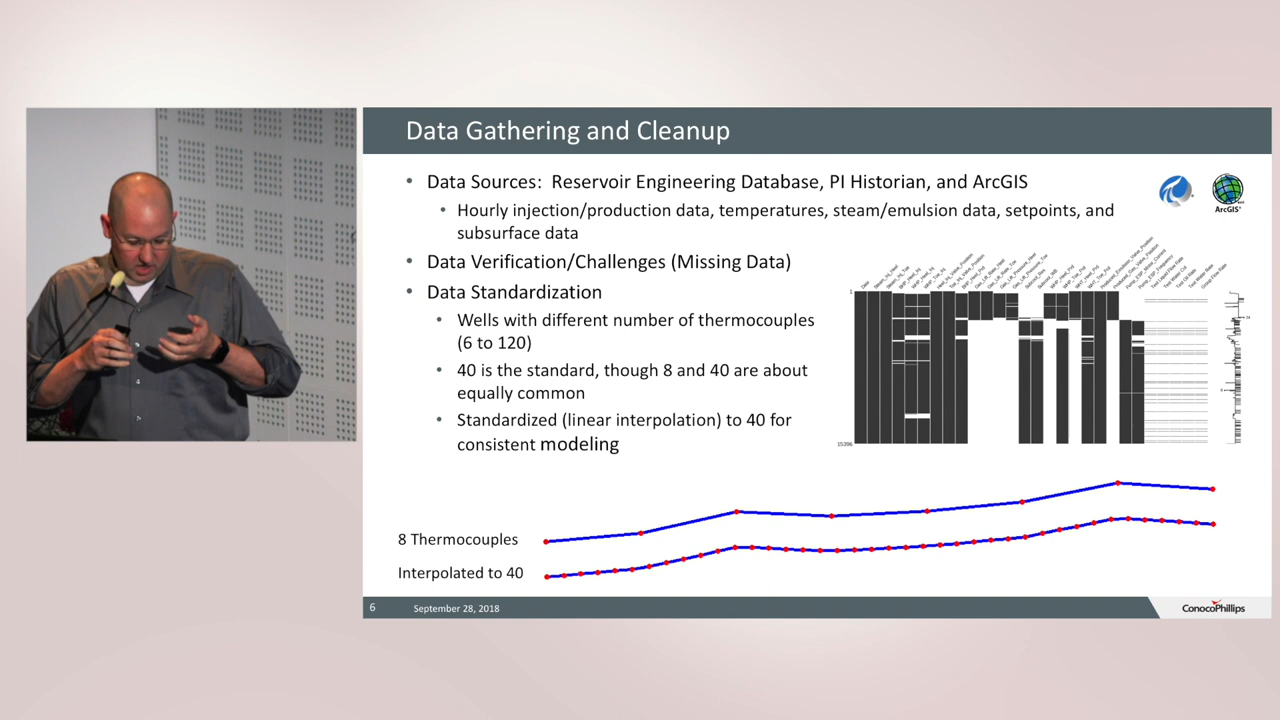 Data Gathering and Cleanup
• Data Sources: Reservoir Engineering Database, PI Historian, and ArcGIS
• Hourly injection/production data, temperatures, steam/emulsion data, setpoints, and
subsurface data
ArcGIS
• Data Verification/Challenges (Missing Data)
• Data Standardization
• Wells with different number of thermocouples
(6 to 120)
• 40 is the standard, though 8 and 40 are about
equally common
• Standardized (linear interpolation) to 40 for
consistent modeling
1
15396
8 Thermocouples
Interpolated to 40
6
September 28, 2018
ConocoPhillips